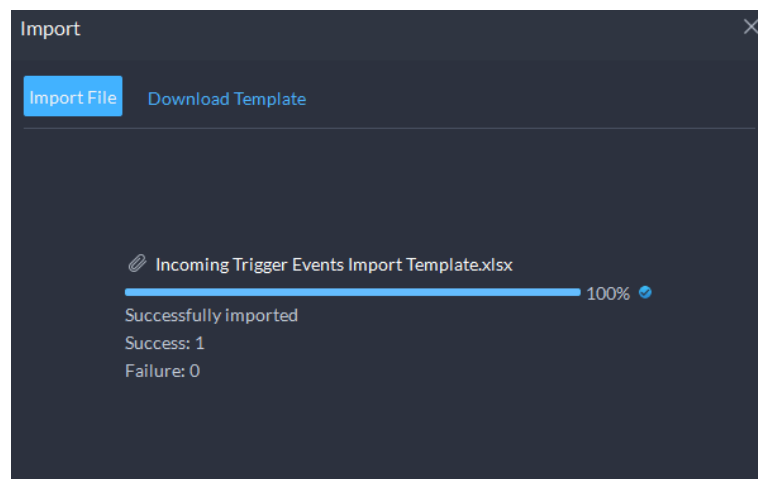 Import
Import File Download Template
Incoming Trigger Events Import Template.xlsx
100%
Successfully imported
Success: 1
Failure: 0